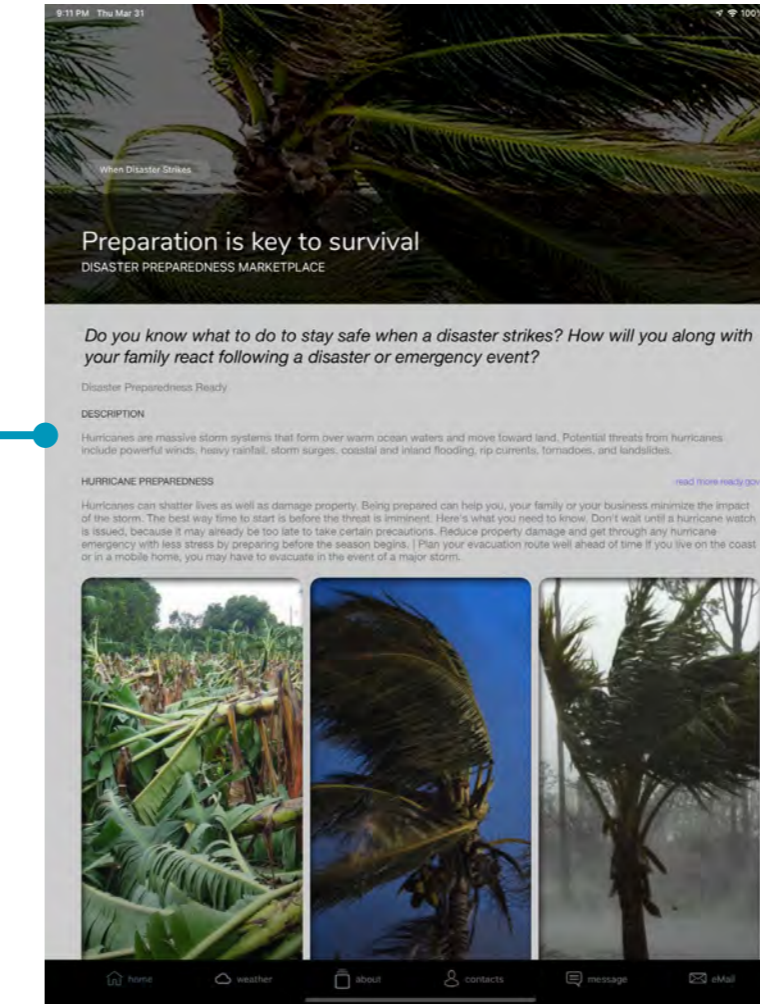 9:11 PM Thu Mar 31
100%
When Disaster Strikes
Preparation is key to survival
DISASTER PREPAREDNESS MARKETPLACE
Do you know what to do to stay safe when a disaster strikes? How will you along with
your family react following a disaster or emergency event?
Disaster Preparedness Ready
DESCRIPTION
Hurricanes are massive storm systems that form over warm ocean waters and move toward land. Potential threats from hurricanes
include powerful winds, heavy rainfall, storm surges, coastal and inland flooding, rip currents, tornadoes, and landslides.
HURRICANE PREPAREDNESS
read more ready.gov
Hurricanes can shatter lives as well as damage property. Being prepared can help you, your family or your business minimize the impact
of the storm. The best way time to start is before the threat is imminent. Here's what you need to know. Don't wait until a hurricane watch
is issued, because it may already be too late to take certain precautions. Reduce property damage and get through any hurricane
emergency with less stress by preparing before the season begins. | Plan your evacuation route well ahead of time If you live on the coast
or in a mobile home, you may have to evacuate in the event of a major storm.
home weather about contacts message eMail